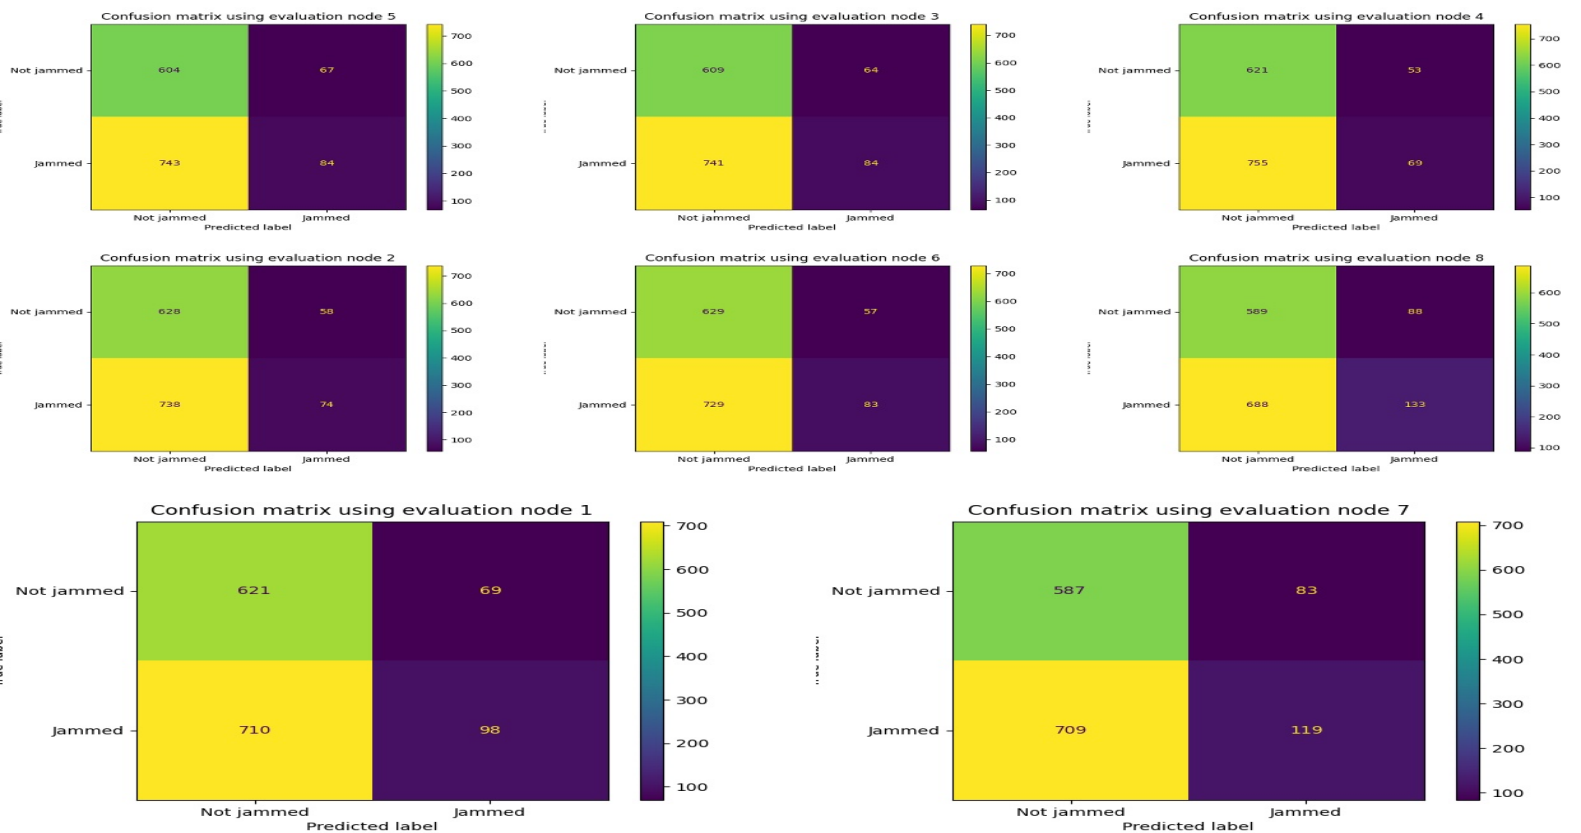 Confusion matrix using evaluation node 5
Not jammed
604
67
Jammed
743
84
Not jammed
Jammed
Predicted label
700
600
500
400
300
200
100
Confusion matrix using evaluation node 3
Not jammed
609
64
Jammed
741
84
Not jammed
Jammed
Predicted label
700
600
500
400
300
200
100
Confusion matrix using evaluation node 4
Not jammed
621
53
Jammed
755
69
Not jammed
Jammed
Predicted label
700
600
500
400
300
200
100
Confusion matrix using evaluation node 2
Not jammed
628
58
Jammed
738
74
Not jammed
Jammed
Predicted label
700
600
500
400
300
200
100
Confusion matrix using evaluation node 6
Not jammed
629
57
Jammed
729
83
Not jammed
Jammed
Predicted label
700
600
500
400
300
200
100
Confusion matrix using evaluation node 8
Not jammed
589
88
Jammed
688
133
Not jammed
Jammed
Predicted label
600
500
400
300
200
100
Confusion matrix using evaluation node 1
Not jammed
621
69
Jammed
710
98
Not jammed
Jammed
Predicted label
700
600
500
400
300
200
100
Confusion matrix using evaluation node 7
Not jammed
587
83
Jammed
709
119
Not jammed
Jammed
Predicted label
700
600
500
400
300
200
100